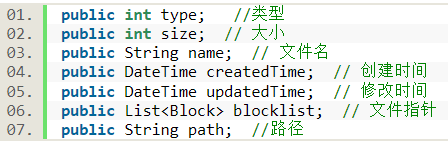 01. public int type;   //类型
02. public int size;  // 大小
03. public String name;  // 文件名
04. public DateTime createdTime;  // 创建时间
05. public DateTime updatedTime;  // 修改时间
06. public List<Block> blocklist;  // 文件指针
07. public String path;  //路径